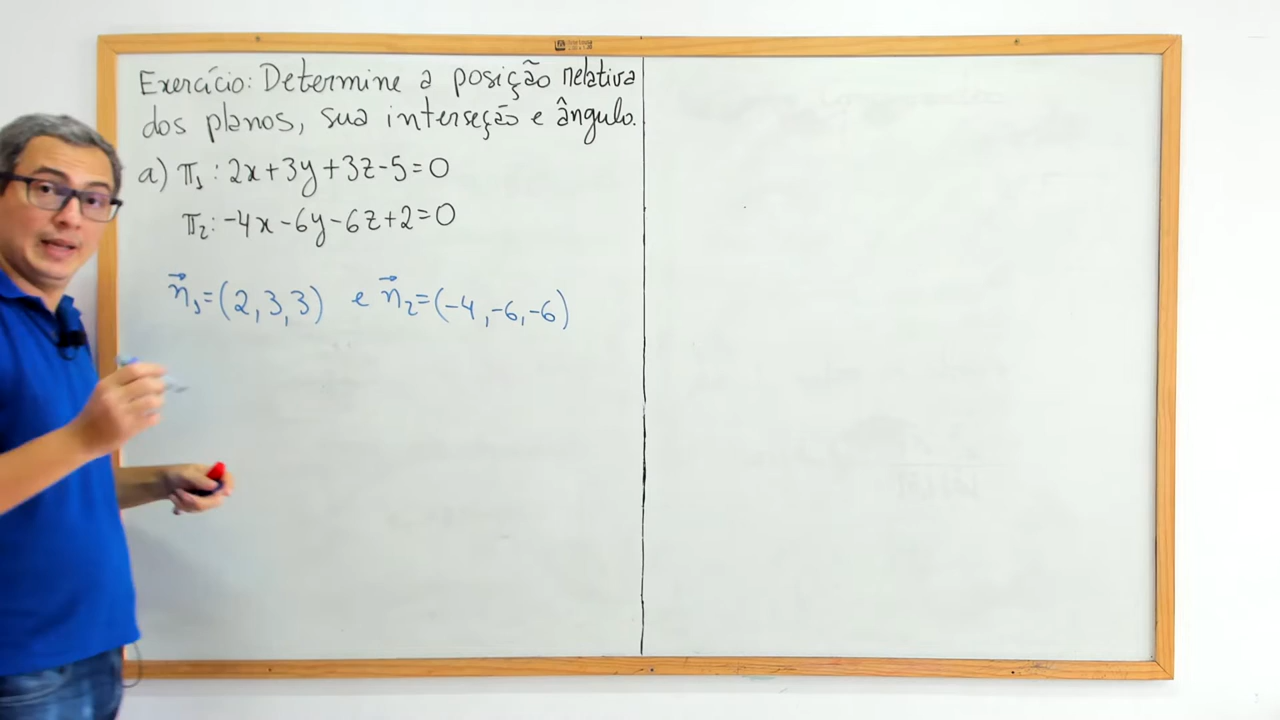 Exercício: Determine a posição relativa
dos planos, sua interseção e ângulo.
a) π₁: 2x+3y+3z-5=0
π₂: -4x-6y-6z+2=0
n⃗₁=(2,3,3) e n⃗₂=(-4,-6,-6)